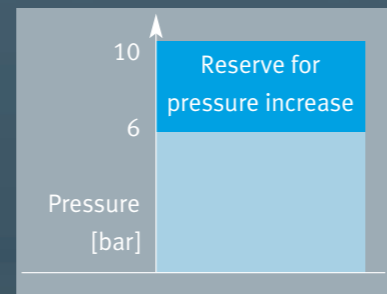 10
Reserve for
pressure increase
6
Pressure
[bar]